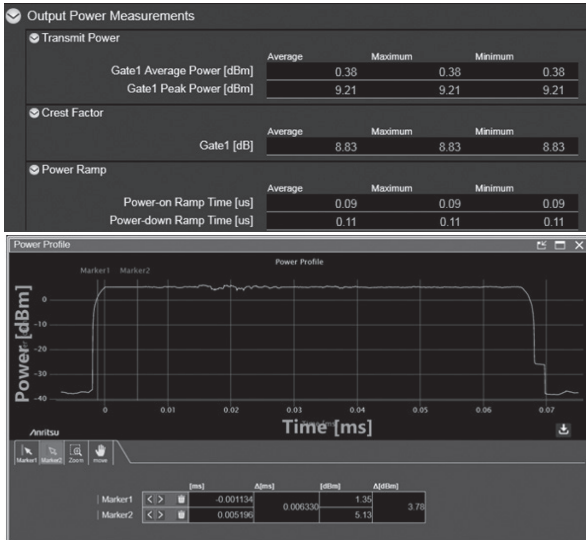 Output Power Measurements
Transmit Power
Average Maximum Minimum
Gate1 Average Power [dBm] 0.38 0.38 0.38
Gate1 Peak Power [dBm] 9.21 9.21 9.21
Crest Factor
Average Maximum Minimum
Gate1 [dB] 8.83 8.83 8.83
Power Ramp
Average Maximum Minimum
Power-on Ramp Time [us] 0.09 0.09 0.09
Power-down Ramp Time [us] 0.11 0.11 0.11
Power Profile
Power Profile
Marker1 Marker2
Power [dBm]
0
-10
-20
-30
-40
0 0.01 0.02 0.03 0.04 0.05 0.06 0.07
Time [ms]
Anritsu
Marker1 Marker2 Zoom move
[ms] Δ[ms] [dBm] Δ[dBm]
Marker1 < > -0.001134 0.006330 1.35 3.78
Marker2 < > 0.005196 5.13